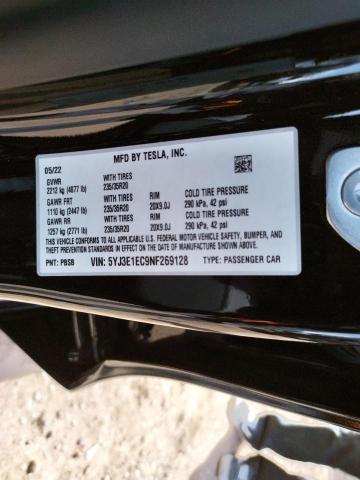 MFD BY TESLA, INC.
05/22
GVWR WITH TIRES
2212 kg (4877 lb) 235/35R20
GAWR FRT WITH TIRES RIM COLD TIRE PRESSURE
1110 kg (2447 lb) 235/35R20 20X9.0J 290 kPa, 42 psi
GAWR RR WITH TIRES RIM COLD TIRE PRESSURE
1257 kg (2771 lb) 235/35R20 20X9.0J 290 kPa, 42 psi
THIS VEHICLE CONFORMS TO ALL APPLICABLE U.S. FEDERAL MOTOR VEHICLE SAFETY, BUMPER, AND
THEFT PREVENTION STANDARDS IN EFFECT ON THE DATE OF MANUFACTURE SHOWN ABOVE.
PNT: PBSB VIN: 5YJ3E1EC9NF269128 TYPE: PASSENGER CAR